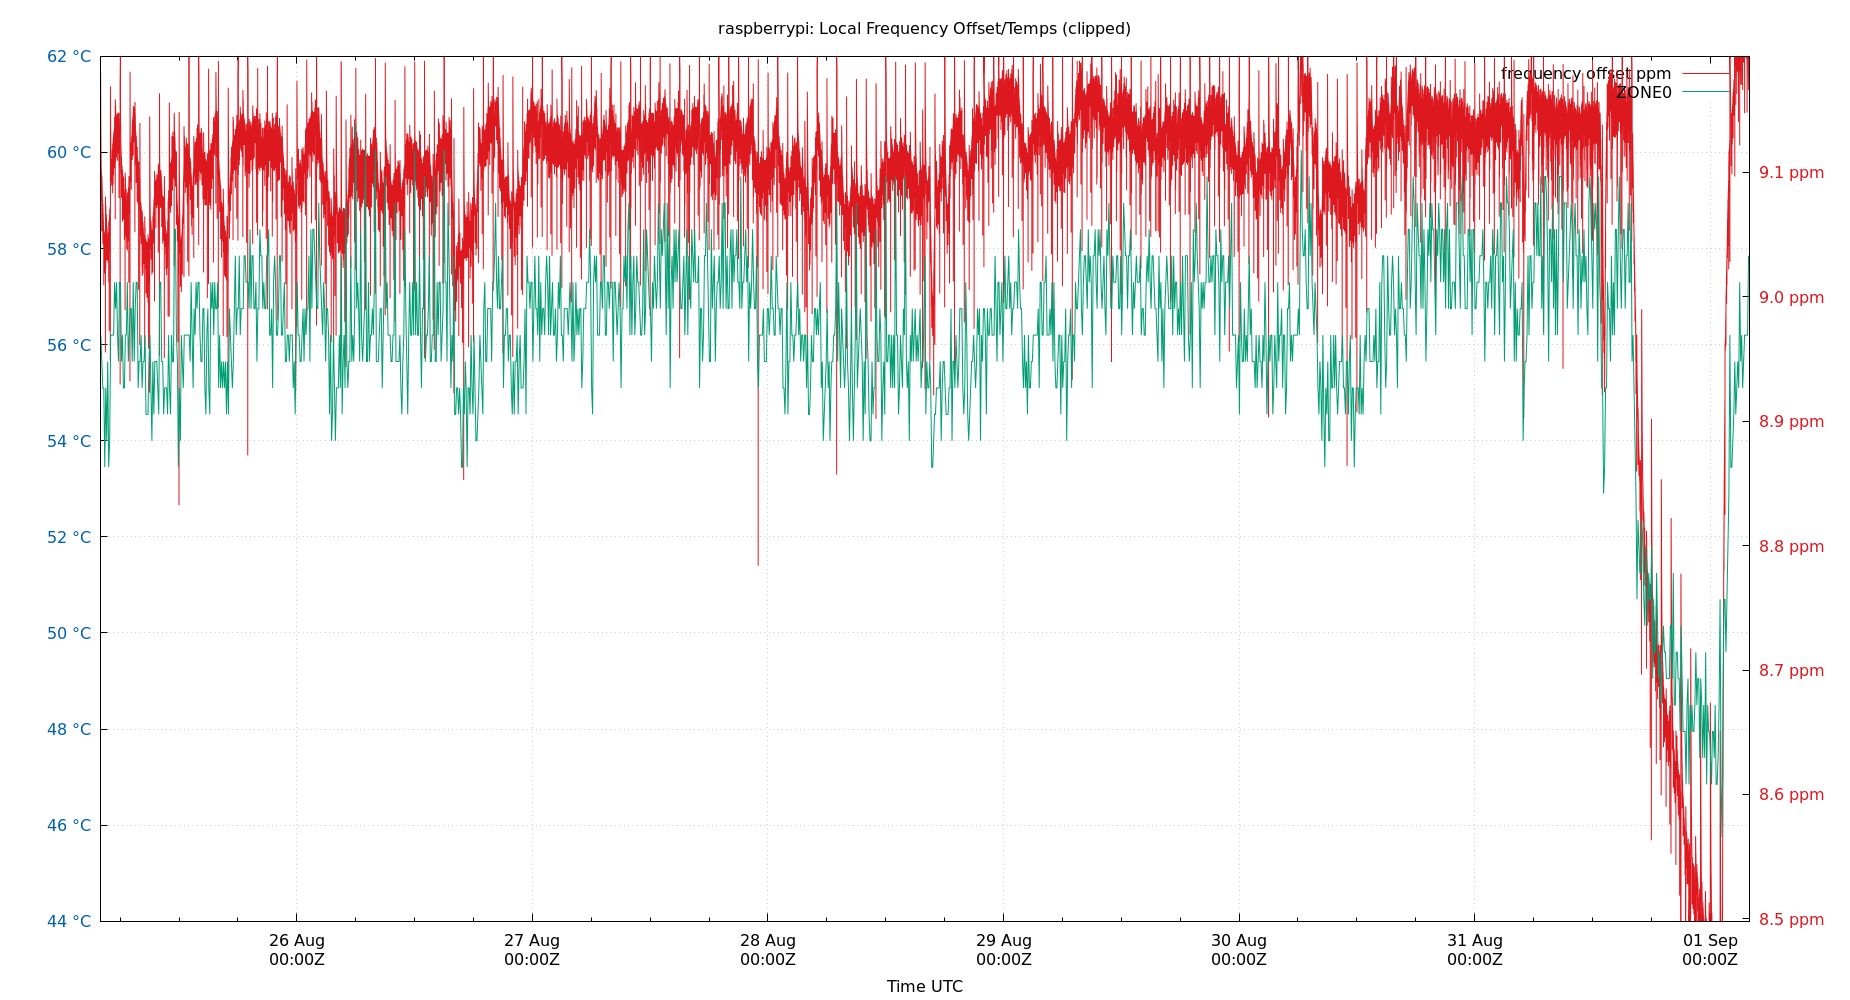 raspberrypi: Local Frequency Offset/Temps (clipped)
62 °C
60 °C
58 °C
56 °C
54 °C
52 °C
50 °C
48 °C
46 °C
44 °C
frequency offset ppm
ZONE0
9.1 ppm
9.0 ppm
8.9 ppm
8.8 ppm
8.7 ppm
8.6 ppm
8.5 ppm
26 Aug
00:00Z
27 Aug
00:00Z
28 Aug
00:00Z
29 Aug
00:00Z
30 Aug
00:00Z
31 Aug
00:00Z
01 Sep
00:00Z
Time UTC